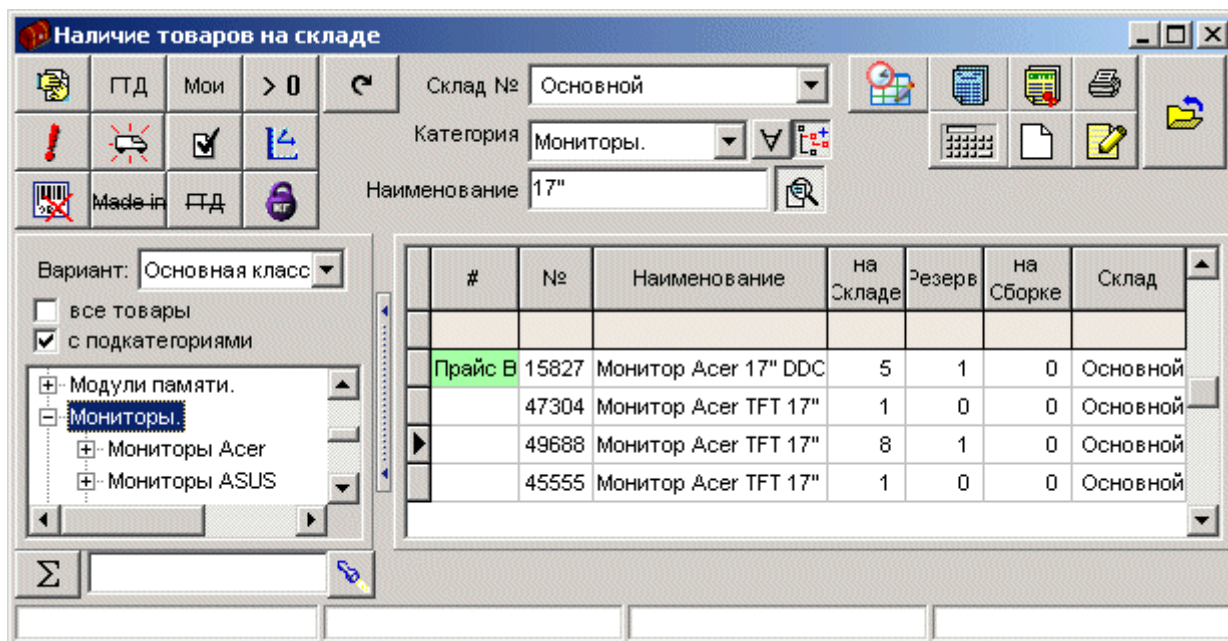 Наличие товаров на складе
ГТД Мои > 0 Склад № Основной
Категория Мониторы. ∀
Made in ГТД Наименование 17"
Вариант: Основная класс
все товары
с подкатегориями
Модули памяти.
Мониторы.
Мониторы Acer
Мониторы ASUS
# № Наименование на Складе Резерв на Сборке Склад
Прайс В 15827 Монитор Acer 17" DDC 5 1 0 Основной
47304 Монитор Acer TFT 17" 1 0 0 Основной
49688 Монитор Acer TFT 17" 8 1 0 Основной
45555 Монитор Acer TFT 17" 1 0 0 Основной
Σ